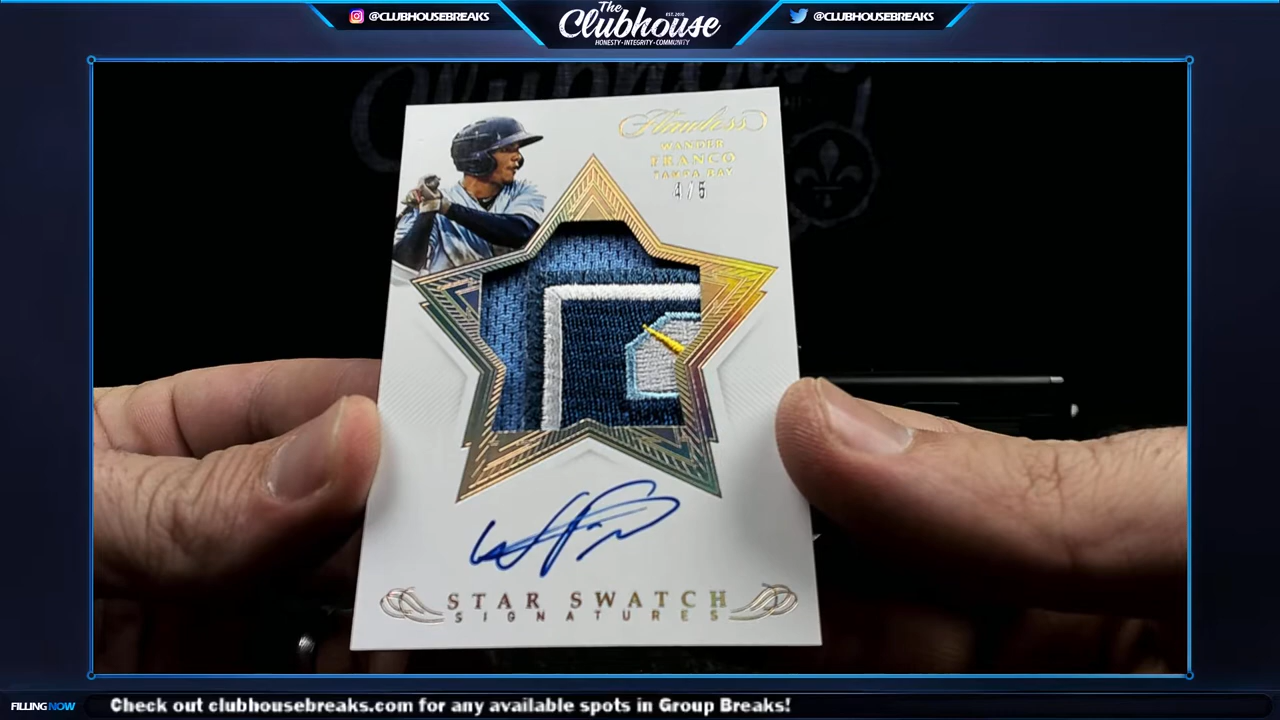 @CLUBHOUSEBREAKS
The
Clubhouse
EST. 2018
HONESTY • INTEGRITY • COMMUNITY
@CLUBHOUSEBREAKS
Flawless
WANDER
FRANCO
TAMPA BAY
4/5
STAR SWATCH
SIGNATURES
FILLING NOW
Check out clubhousebreaks.com for any available spots in Group Breaks!